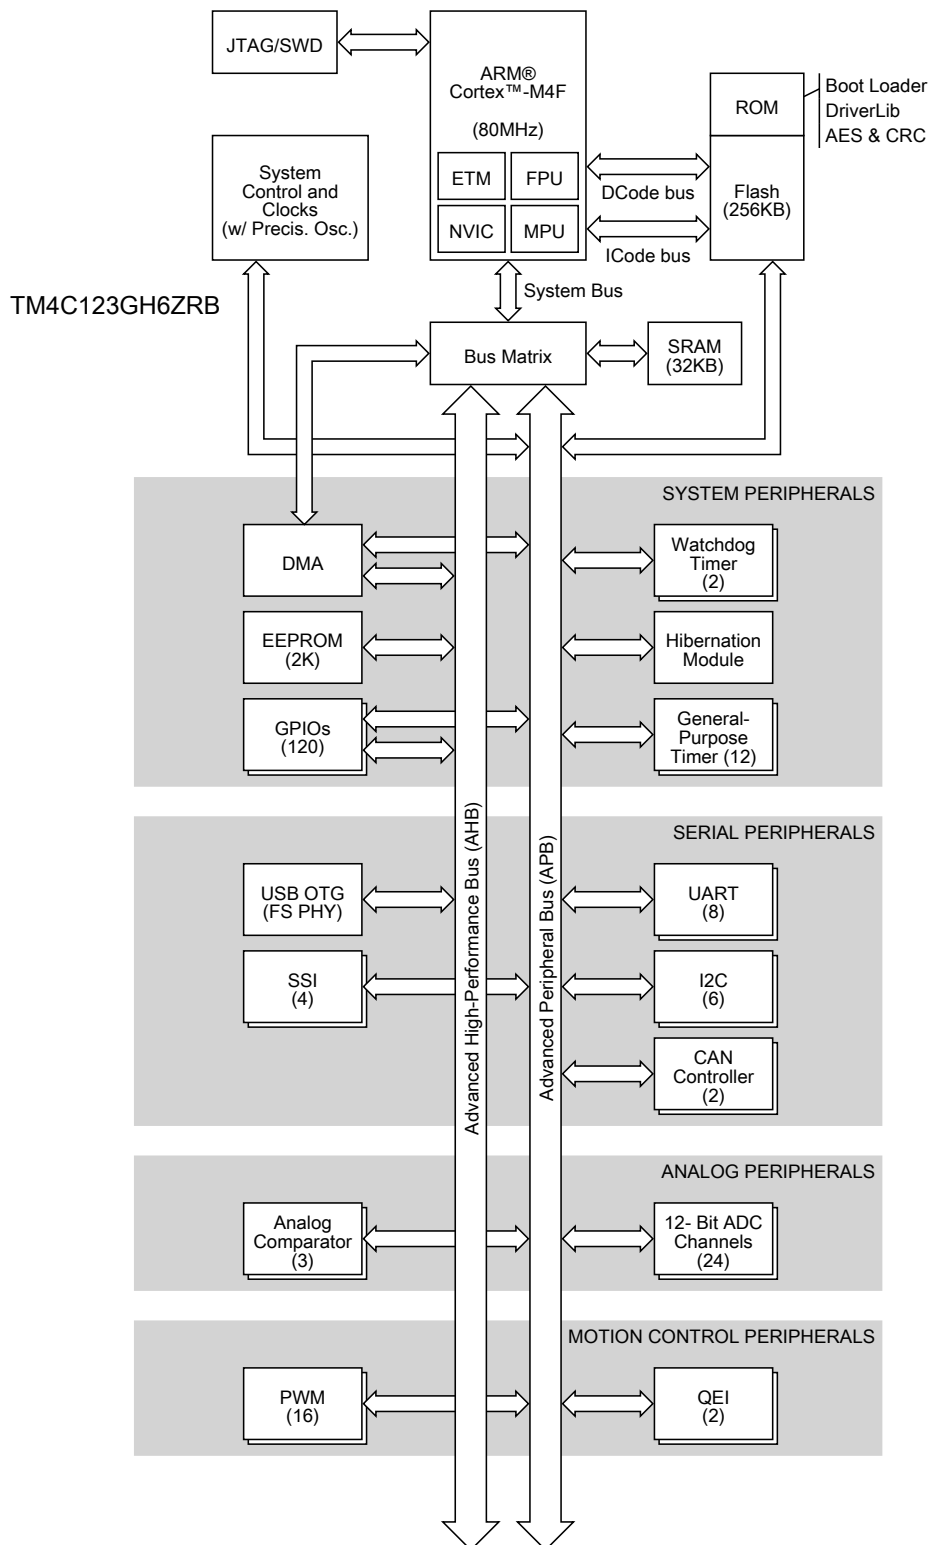 JTAG/SWD
ARM®
Cortex™-M4F
(80MHz)
ETM
FPU
NVIC
MPU
ROM
Boot Loader
DriverLib
AES & CRC
System
Control and
Clocks
(w/ Precis. Osc.)
DCode bus
Flash
(256KB)
ICode bus
TM4C123GH6ZRB
System Bus
Bus Matrix
SRAM
(32KB)
SYSTEM PERIPHERALS
DMA
Watchdog
Timer
(2)
EEPROM
(2K)
Hibernation
Module
GPIOs
(120)
General-
Purpose
Timer (12)
Advanced High-Performance Bus (AHB)
Advanced Peripheral Bus (APB)
SERIAL PERIPHERALS
USB OTG
(FS PHY)
UART
(8)
SSI
(4)
I2C
(6)
CAN
Controller
(2)
ANALOG PERIPHERALS
Analog
Comparator
(3)
12- Bit ADC
Channels
(24)
MOTION CONTROL PERIPHERALS
PWM
(16)
QEI
(2)